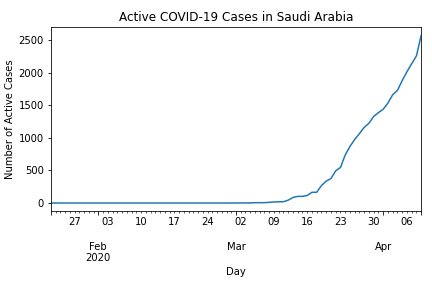 Active COVID-19 Cases in Saudi Arabia
2500
2000
1500
1000
500
0
Number of Active Cases
27 03 10 17 24 02 09 16 23 30 06
Feb Mar Apr
2020
Day